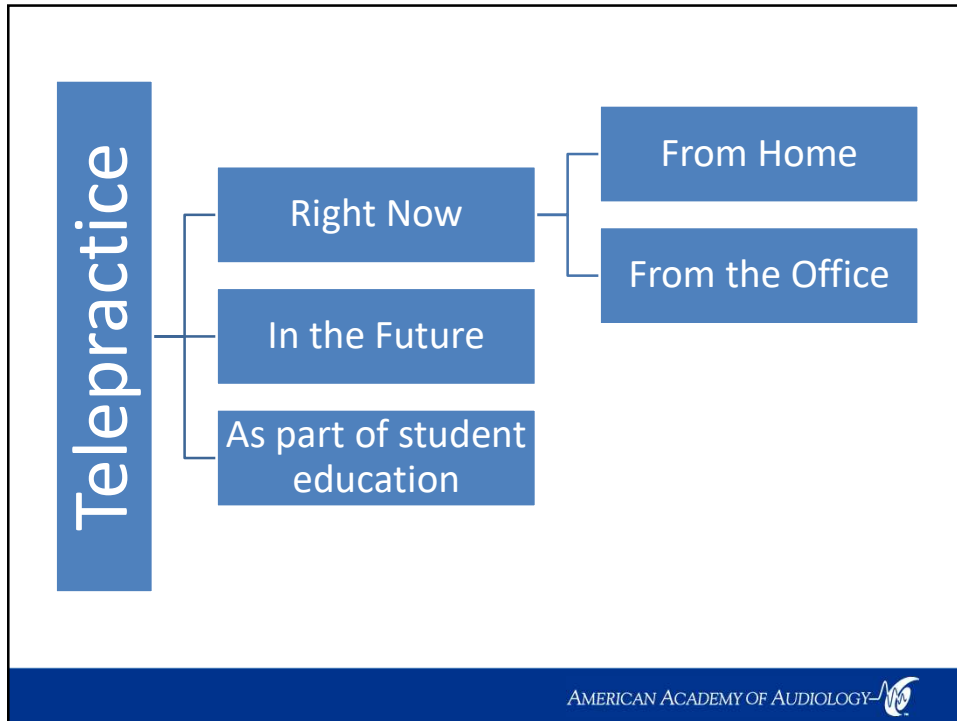 Telepractice
Right Now
From Home
From the Office
In the Future
As part of student
education
AMERICAN ACADEMY OF AUDIOLOGY